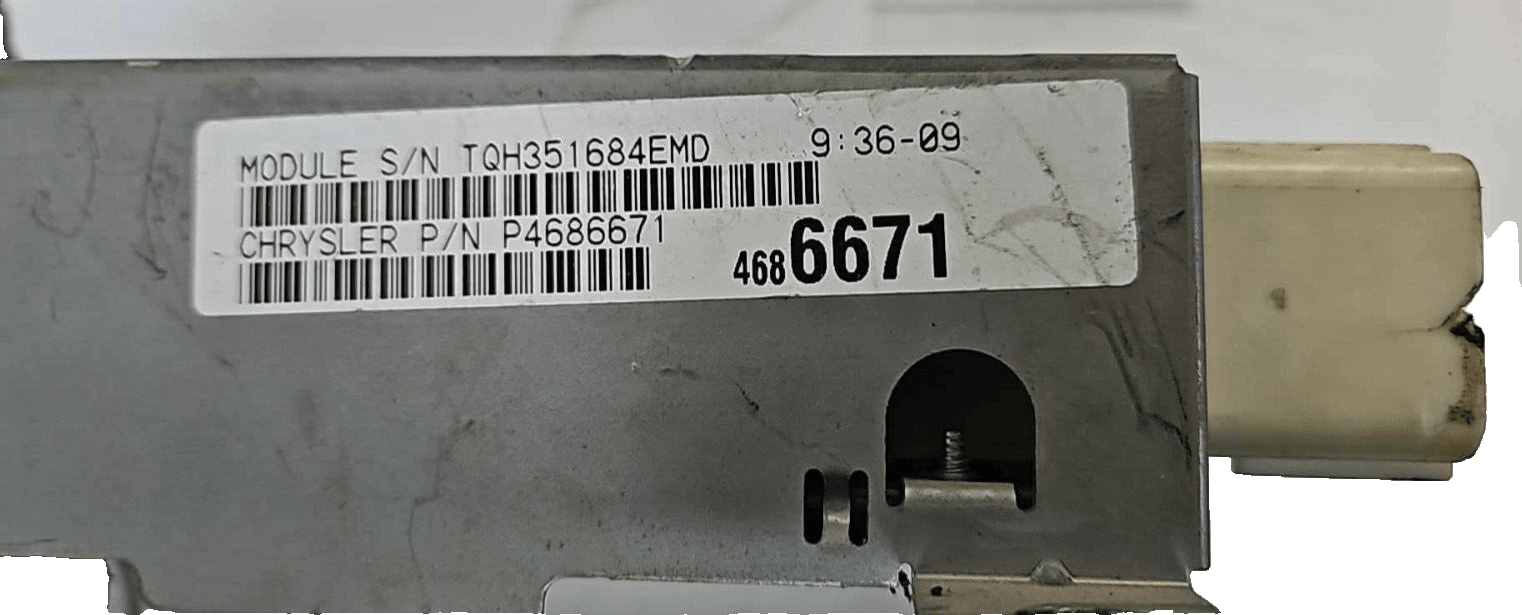 MODULE S/N TQH351684EMD 9:36-09
CHRYSLER P/N P4686671
4686671